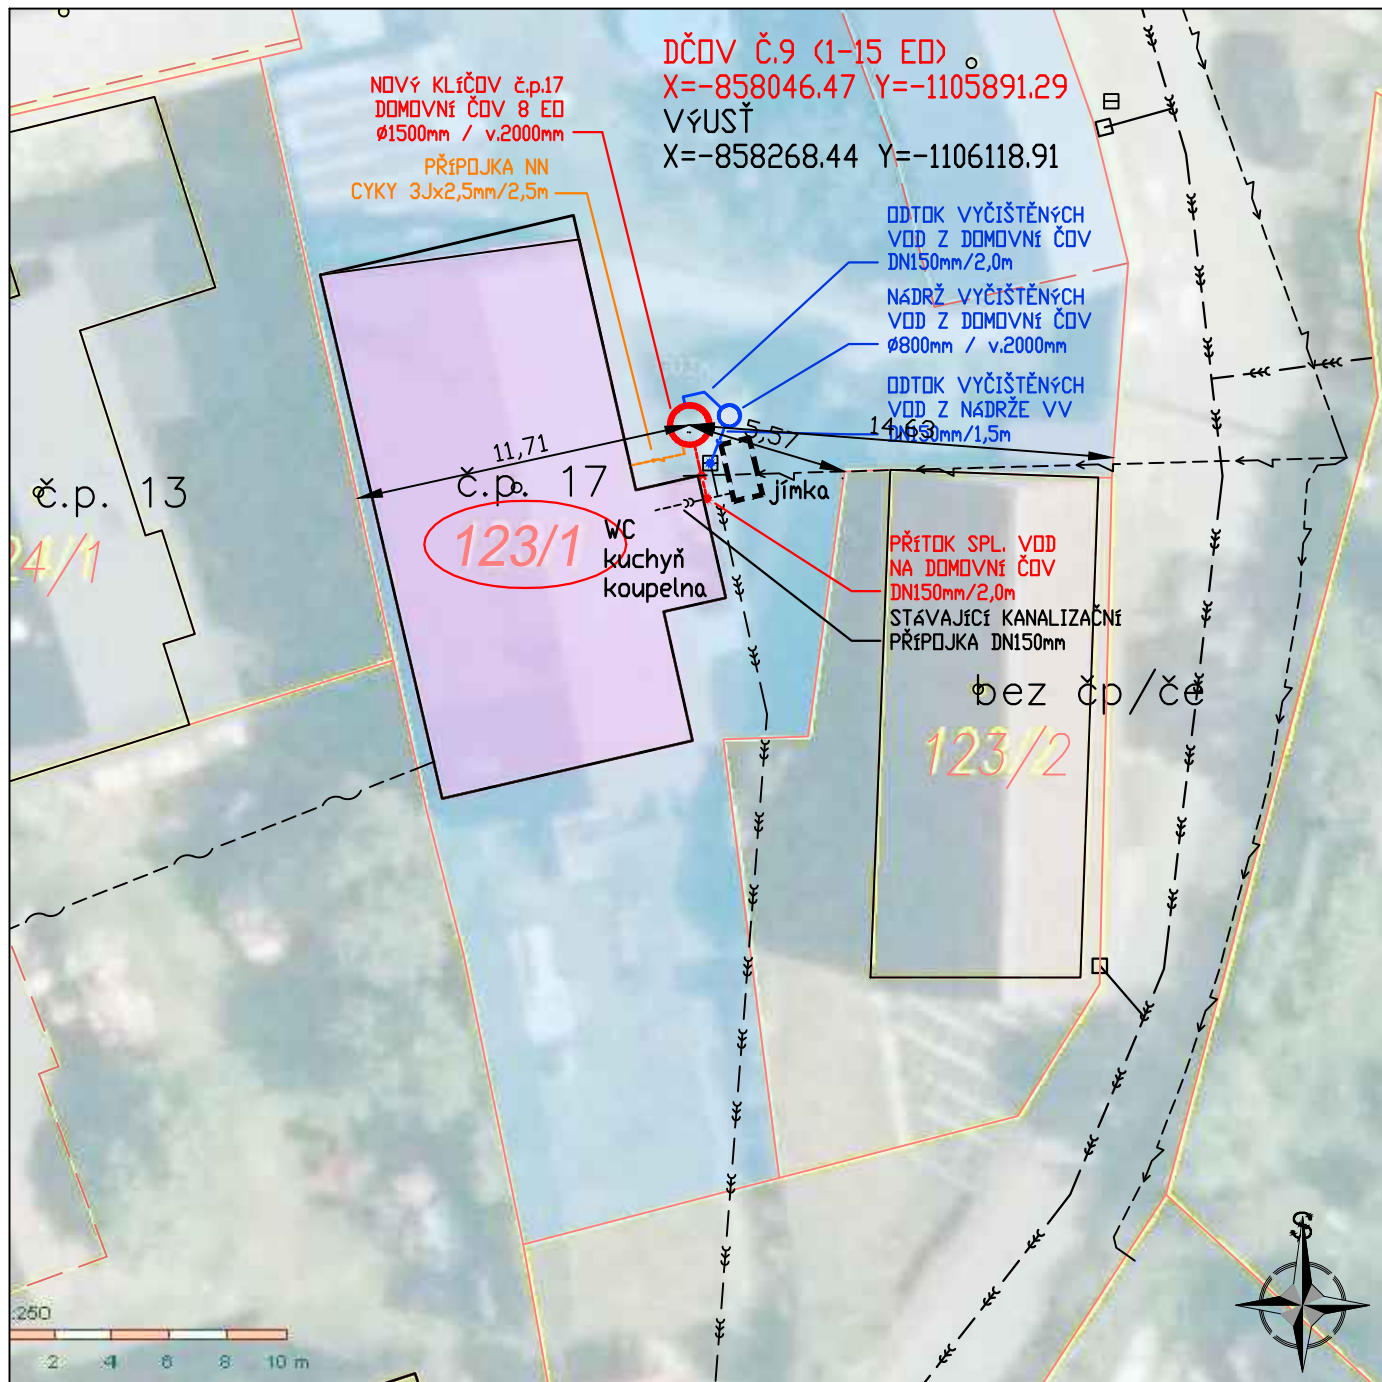 DČOV Č.9 (1-15 EO)
X=-858046.47 Y=-1105891.29
VÝUSŤ
X=-858268.44 Y=-1106118.91
NOVÝ KLÍČOV č.p.17
DOMOVNÍ ČOV 8 EO
Ø1500mm / v.2000mm
PŘÍPOJKA NN
CYKY 3Jx2,5mm/2,5m
ODTOK VYČIŠTĚNÝCH
VOD Z DOMOVNÍ ČOV
DN150mm/2,0m
NÁDRŽ VYČIŠTĚNÝCH
VOD Z DOMOVNÍ ČOV
Ø800mm / v.2000mm
ODTOK VYČIŠTĚNÝCH
VOD Z NÁDRŽE VV
DN150mm/1,5m
11,71
5,57
14,63
č.p. 13
č.p. 17
jímka
24/1
123/1
WC
kuchyň
koupelna
PŘÍTOK SPL. VOD
NA DOMOVNÍ ČOV
DN150mm/2,0m
STÁVAJÍCÍ KANALIZAČNÍ
PŘÍPOJKA DN150mm
bez čp/če
123/2
S
:250
2 4 6 8 10 m